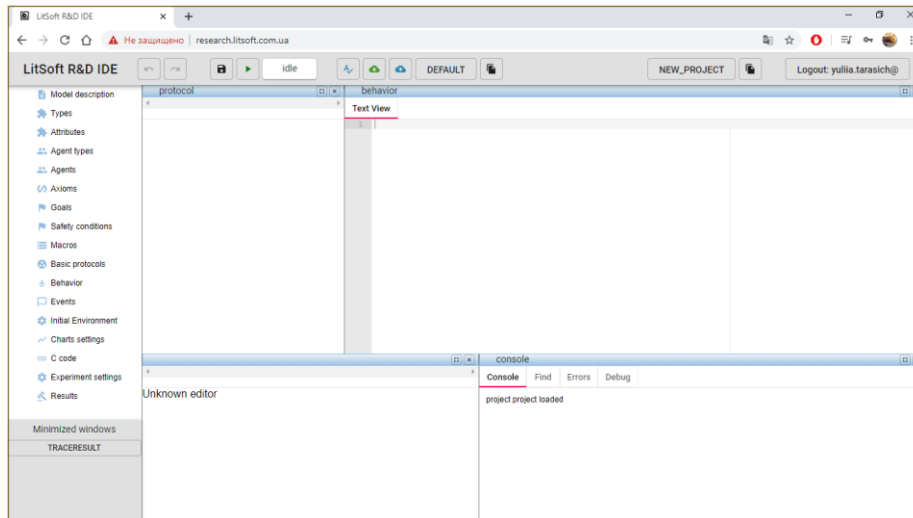 LitSoft R&D IDE
Не защищено | research.litsoft.com.ua
LitSoft R&D IDE
idle
DEFAULT
NEW_PROJECT
Logout: yuliia.tarasich@
Model description
Types
Attributes
Agent types
Agents
Axioms
Goals
Safety conditions
Macros
Basic protocols
Behavior
Events
Initial Environment
Charts settings
C code
Experiment settings
Results
Minimized windows
TRACERESULT
protocol
behavior
Text View
1
Unknown editor
console
Console Find Errors Debug
project project loaded